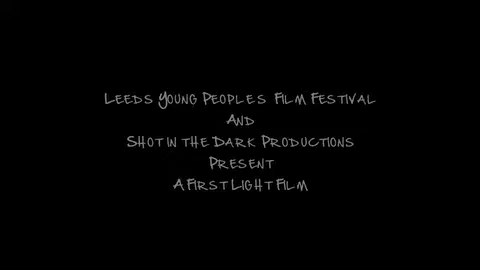 Leeds Young Peoples Film Festival
And
Shot in the Dark Productions
Present
A First Light Film